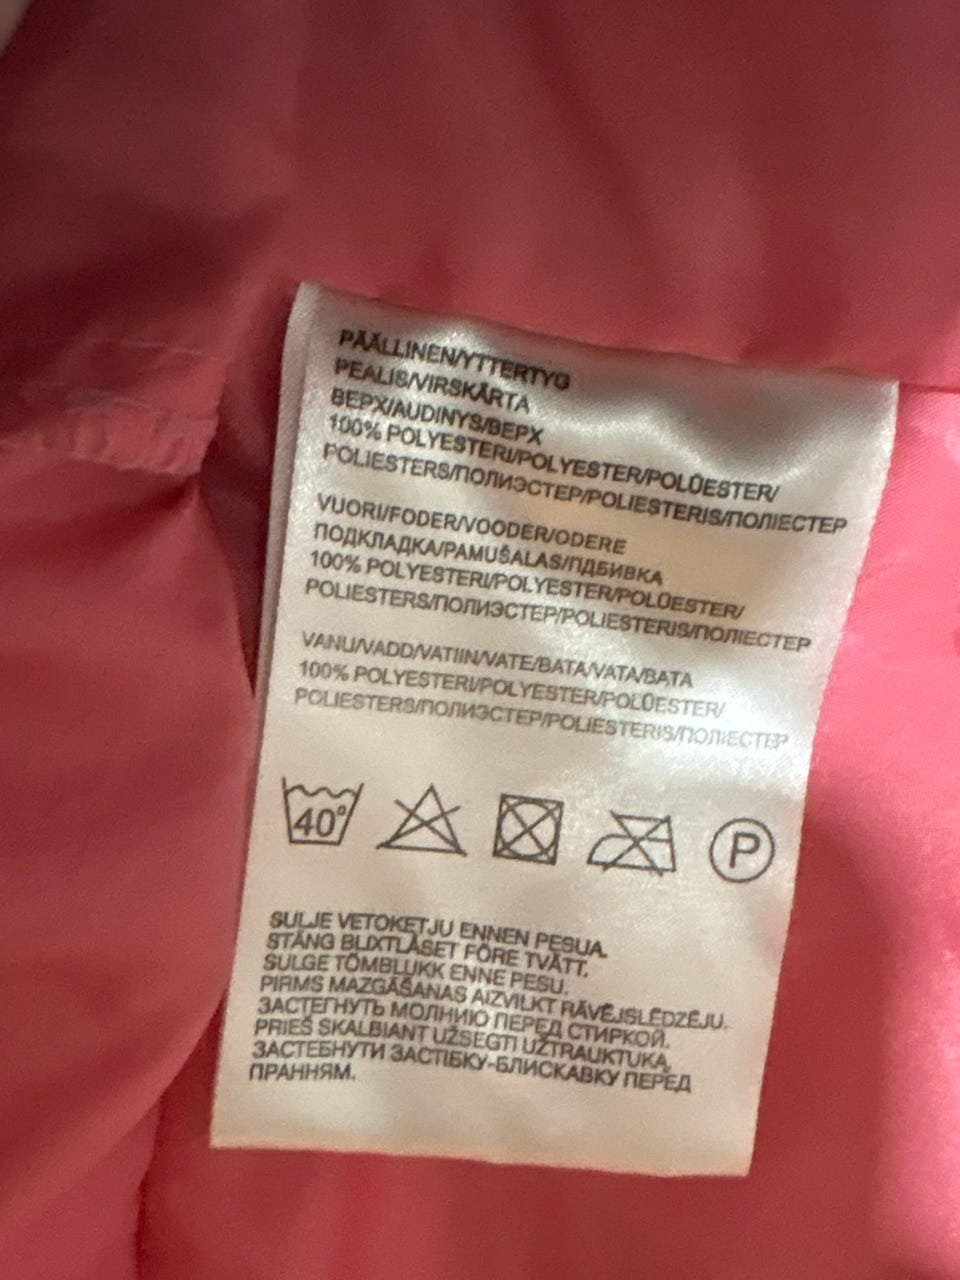 PÄÄLLINEN/YTTERTYG
PEALIS/VIRSKĀRTA
ВЕРХ/AUDINYS/ВЕРХ
100% POLYESTERI/POLYESTER/POLÜESTER/
POLIESTERS/ПОЛИЭСТЕР/POLIESTERIS/ПОЛІЕСТЕР
VUORI/FODER/VOODER/ODERE
ПОДКЛАДКА/PAMUŠALAS/ПДБИВКА
100% POLYESTERI/POLYESTER/POLÜESTER/
POLIESTERS/ПОЛИЭСТЕР/POLIESTERIS/ПОЛІЕСТЕР
VANU/VADD/VATIIN/VATE/BATA/VATA/BATA
100% POLYESTERI/POLYESTER/POLÜESTER/
POLIESTERS/ПОЛИЭСТЕР/POLIESTERIS/ПОЛІЕСТЕР
40° P
SULJE VETOKETJU ENNEN PESUA.
STÄNG BLIXTLÅSET FÖRE TVÄTT.
SULGE TÕMBLUKK ENNE PESU.
PIRMS MAZGĀŠANAS AIZVILKT RĀVĒJSLĒDZĒJU.
ЗАСТЕГНУТЬ МОЛНИЮ ПЕРЕД СТИРКОЙ.
PRIEŠ SKALBIANT UŽSEGTI UŽTRAUKTUKĄ.
ЗАСТЕБНУТИ ЗАСТІБКУ-БЛИСКАВКУ ПЕРЕД
ПРАННЯМ.